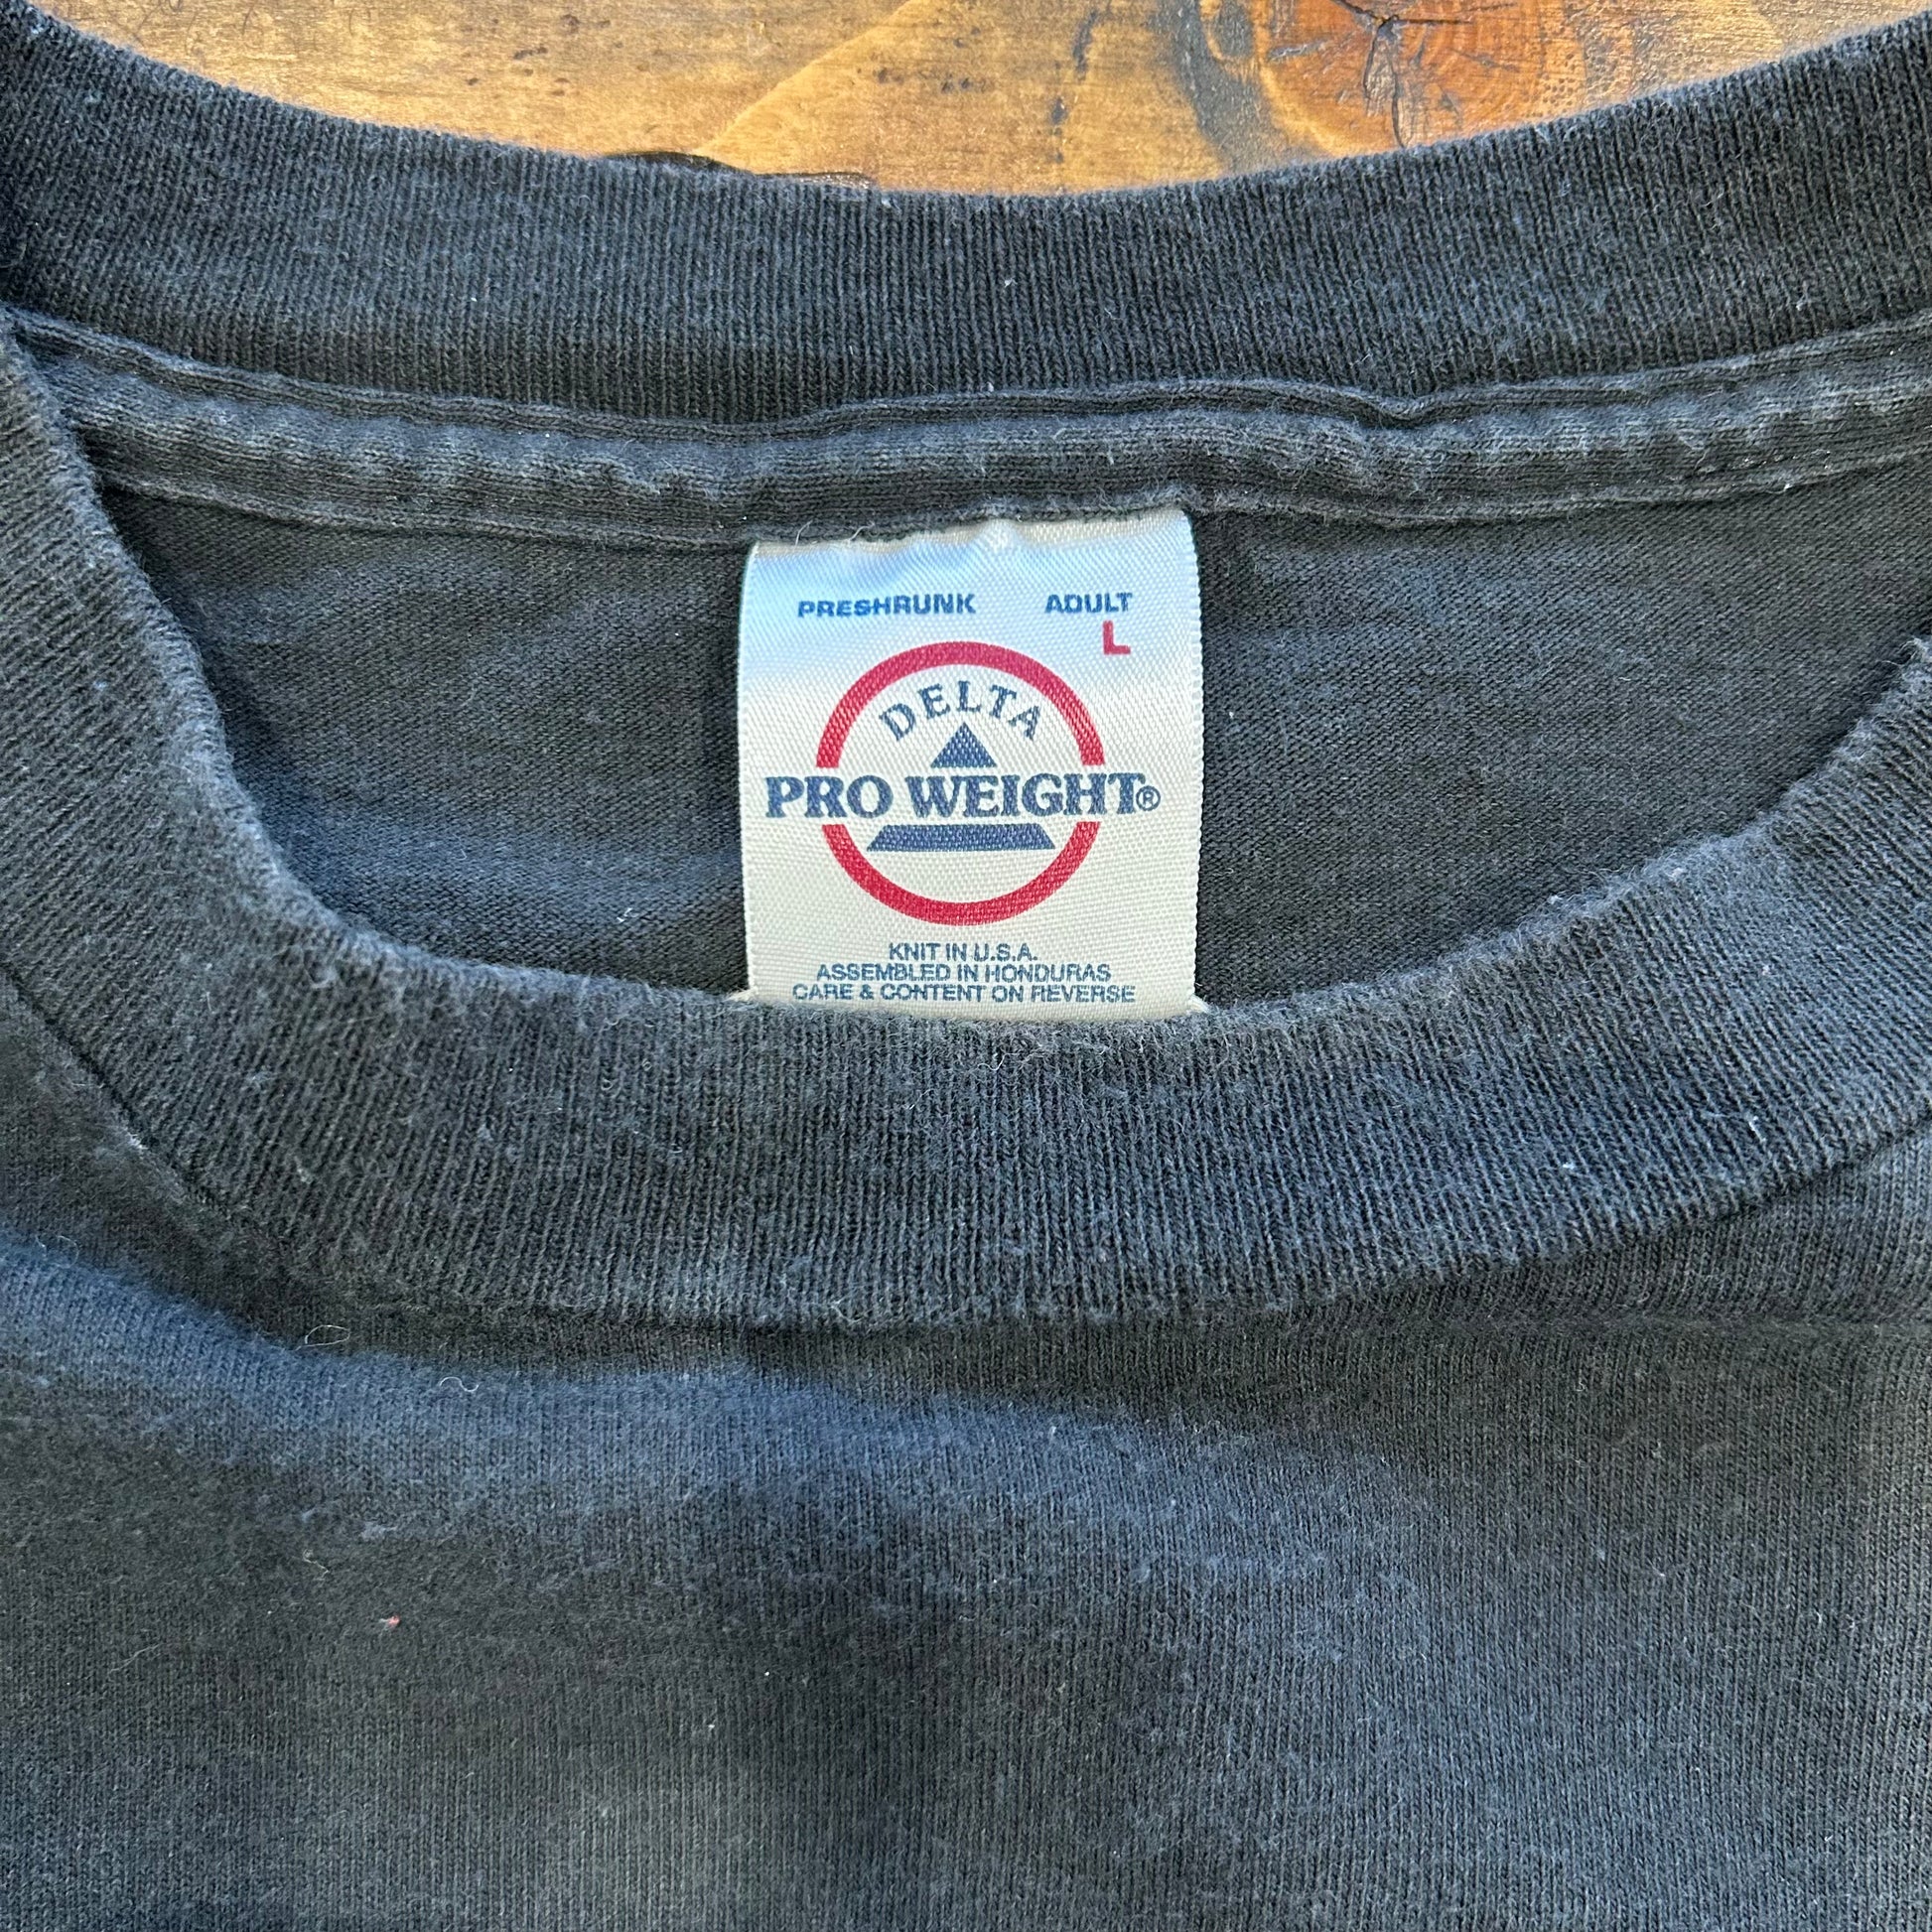 PRESHRUNK ADULT
L
DELTA
PRO WEIGHT®
KNIT IN U.S.A.
ASSEMBLED IN HONDURAS
CARE & CONTENT ON REVERSE